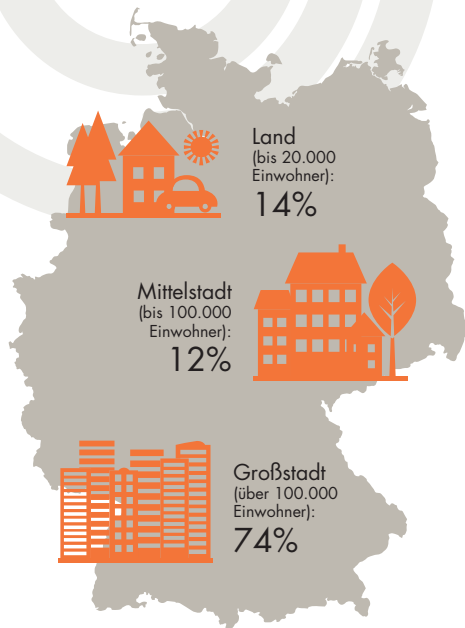 Land
(bis 20.000
Einwohner):
14%
Mittelstadt
(bis 100.000
Einwohner):
12%
Großstadt
(über 100.000
Einwohner):
74%